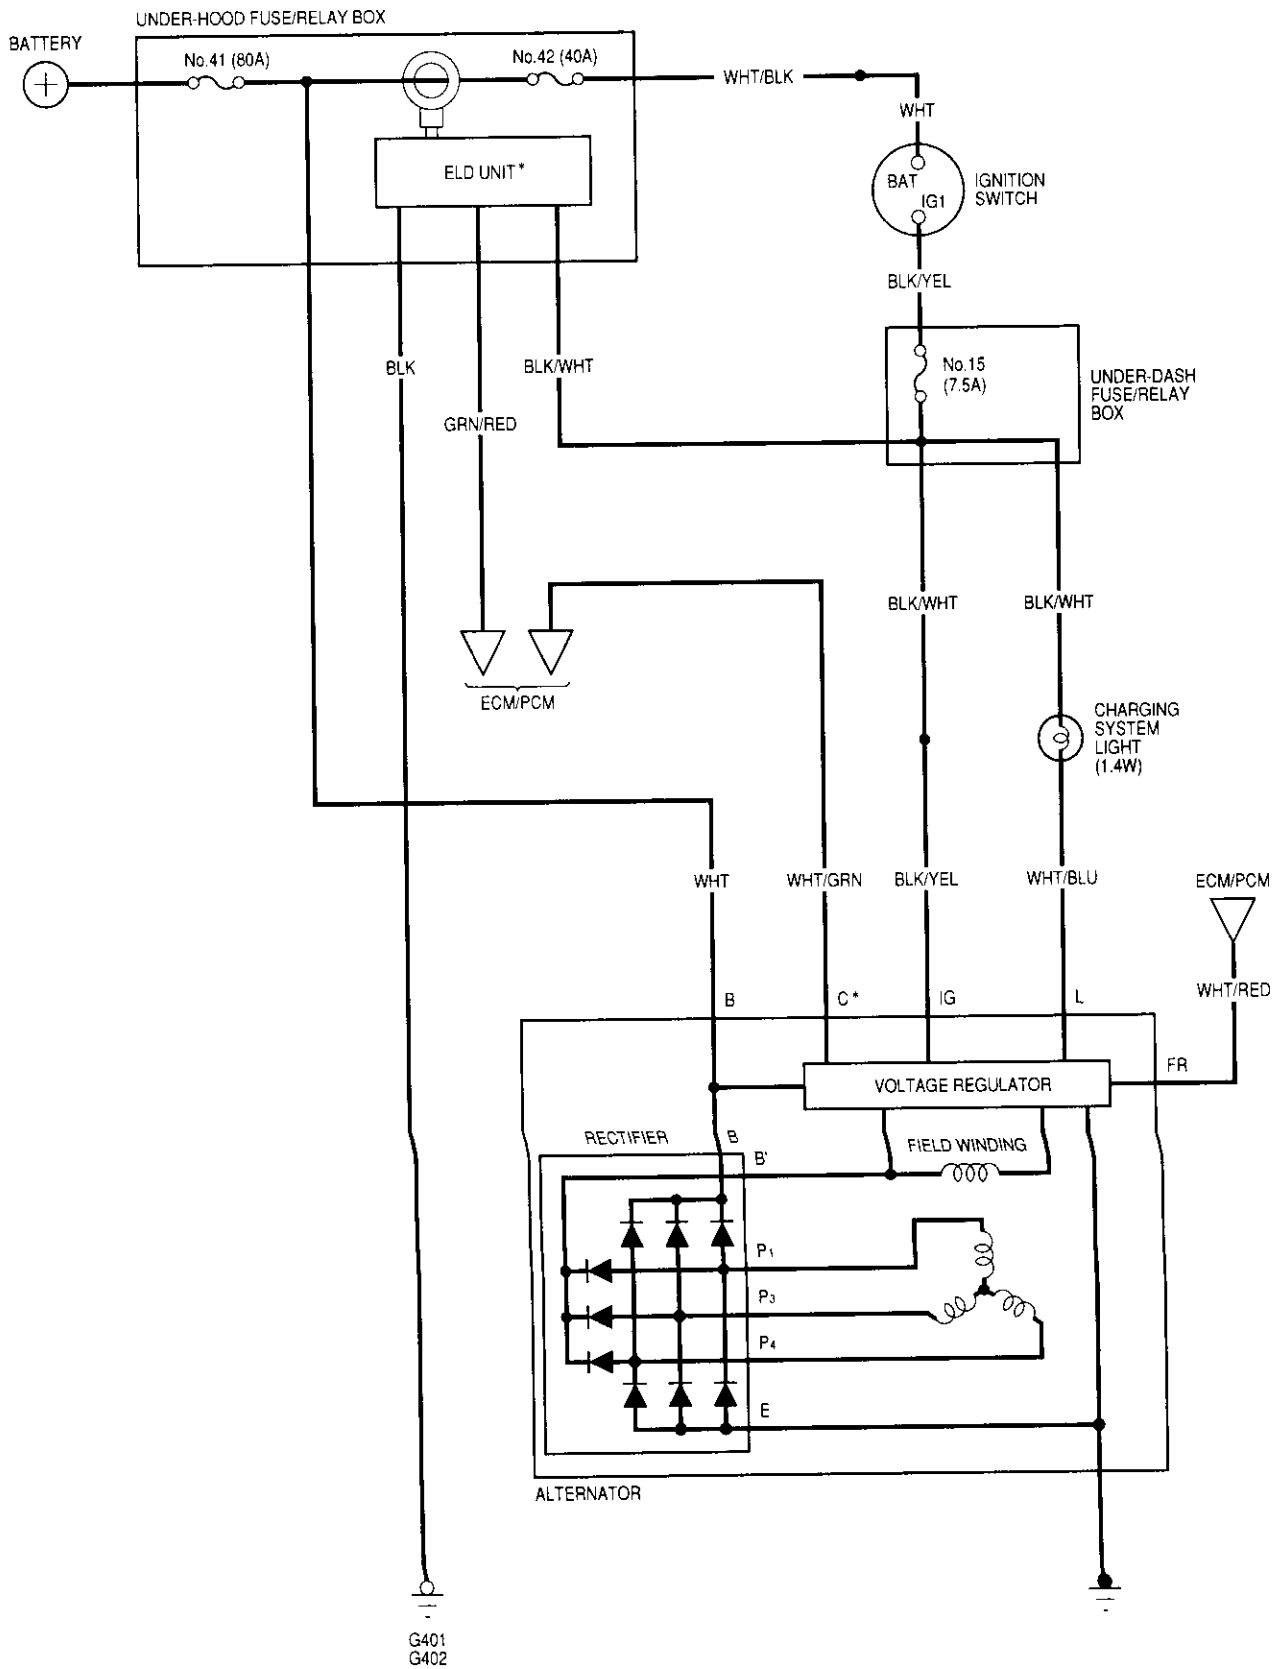 UNDER-HOOD FUSE/RELAY BOX
BATTERY
No.41 (80A)
No.42 (40A)
WHT/BLK
WHT
ELD UNIT*
BAT
IG1
IGNITION
SWITCH
BLK/YEL
BLK
BLK/WHT
No.15
(7.5A)
UNDER-DASH
FUSE/RELAY
BOX
GRN/RED
BLK/WHT
BLK/WHT
ECM/PCM
CHARGING
SYSTEM
LIGHT
(1.4W)
WHT
WHT/GRN
BLK/YEL
WHT/BLU
ECM/PCM
WHT/RED
B
C*
IG
L
FR
VOLTAGE REGULATOR
RECTIFIER
B
B'
FIELD WINDING
P1
P3
P4
E
ALTERNATOR
G401
G402